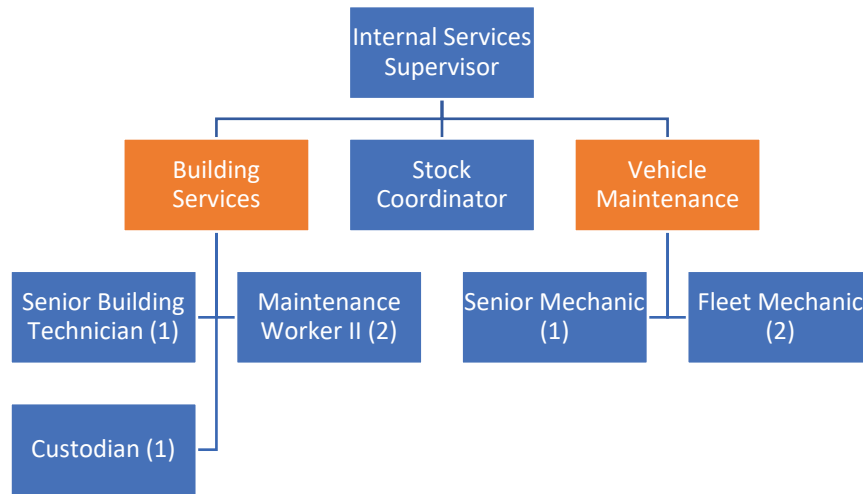 Internal Services
Supervisor
Building
Services
Stock
Coordinator
Vehicle
Maintenance
Senior Building
Technician (1)
Maintenance
Worker II (2)
Senior Mechanic
(1)
Fleet Mechanic
(2)
Custodian (1)